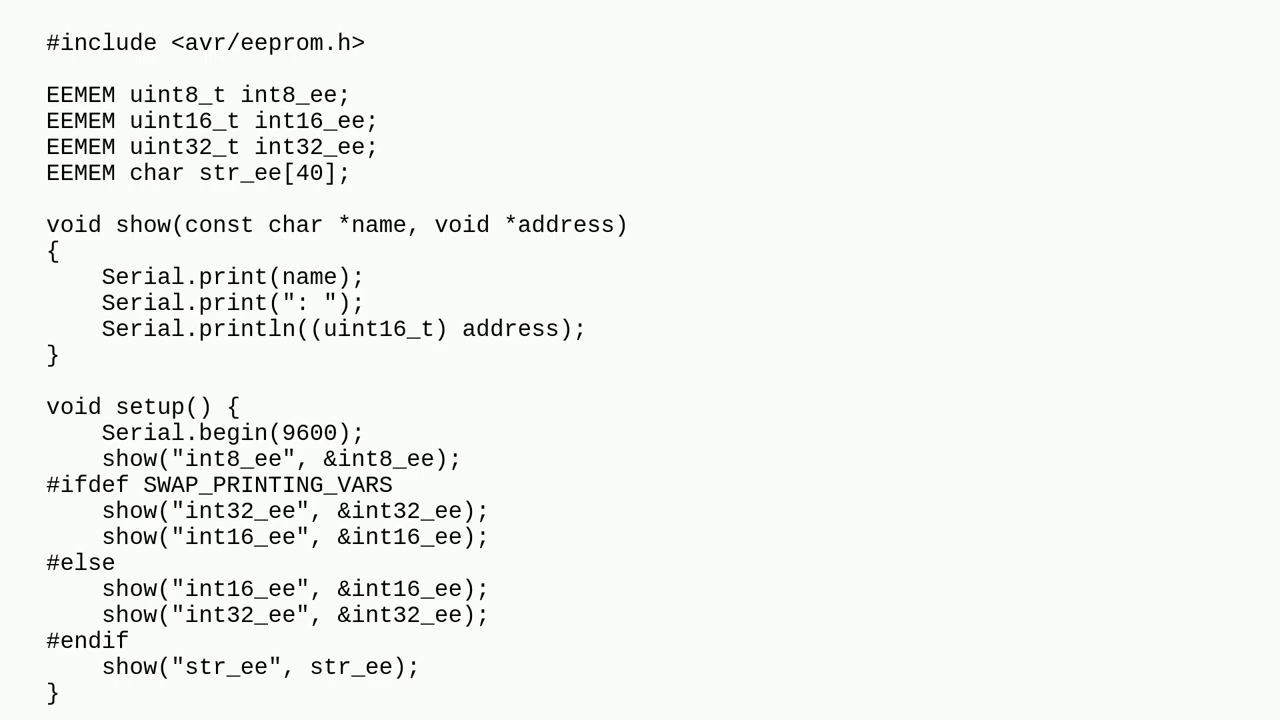 #include <avr/eeprom.h>

EEMEM uint8_t int8_ee;
EEMEM uint16_t int16_ee;
EEMEM uint32_t int32_ee;
EEMEM char str_ee[40];

void show(const char *name, void *address)
{
    Serial.print(name);
    Serial.print(": ");
    Serial.println((uint16_t) address);
}

void setup() {
    Serial.begin(9600);
    show("int8_ee", &int8_ee);
#ifdef SWAP_PRINTING_VARS
    show("int32_ee", &int32_ee);
    show("int16_ee", &int16_ee);
#else
    show("int16_ee", &int16_ee);
    show("int32_ee", &int32_ee);
#endif
    show("str_ee", str_ee);
}